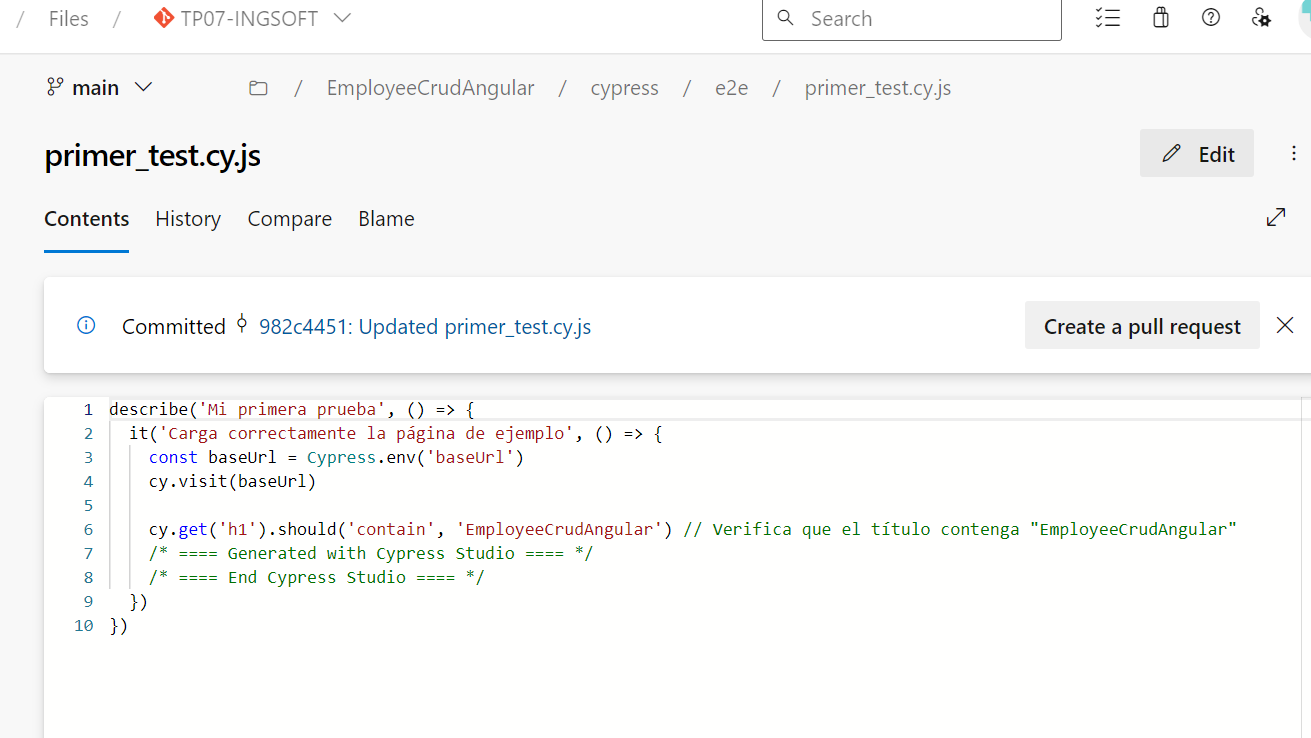 / Files / TP07-INGSOFT Search
main / EmployeeCrudAngular / cypress / e2e / primer_test.cy.js
primer_test.cy.js Edit
Contents History Compare Blame
Committed 982c4451: Updated primer_test.cy.js Create a pull request
1 describe('Mi primera prueba', () => {
2 it('Carga correctamente la página de ejemplo', () => {
3 const baseUrl = Cypress.env('baseUrl')
4 cy.visit(baseUrl)
5
6 cy.get('h1').should('contain', 'EmployeeCrudAngular') // Verifica que el título contenga "EmployeeCrudAngular"
7 /* ==== Generated with Cypress Studio ==== */
8 /* ==== End Cypress Studio ==== */
9 })
10 })